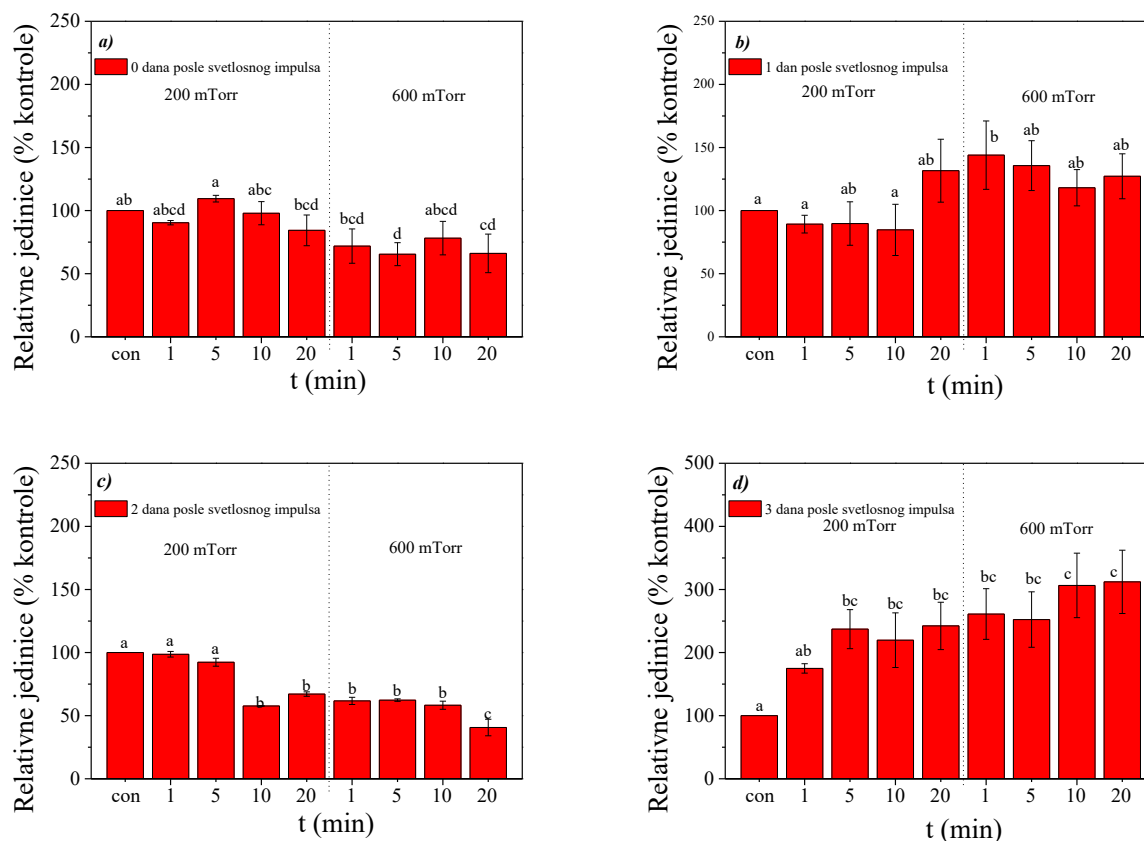 a)
0 dana posle svetlosnog impulsa
200 mTorr
600 mTorr
ab abcd a abc bcd bcd d abcd cd
250
200
150
100
50
0
con 1 5 10 20 1 5 10 20
t (min)
Relativne jedinice (% kontrole)
b)
1 dan posle svetlosnog impulsa
200 mTorr
600 mTorr
a a ab a ab b ab ab ab
250
200
150
100
50
0
con 1 5 10 20 1 5 10 20
t (min)
Relativne jedinice (% kontrole)
c)
2 dana posle svetlosnog impulsa
200 mTorr
600 mTorr
a a a b b b b b c
250
200
150
100
50
0
con 1 5 10 20 1 5 10 20
t (min)
Relativne jedinice (% kontrole)
d)
3 dana posle svetlosnog impulsa
200 mTorr
600 mTorr
a ab bc bc bc bc bc c c
500
400
300
200
100
0
con 1 5 10 20 1 5 10 20
t (min)
Relativne jedinice (% kontrole)